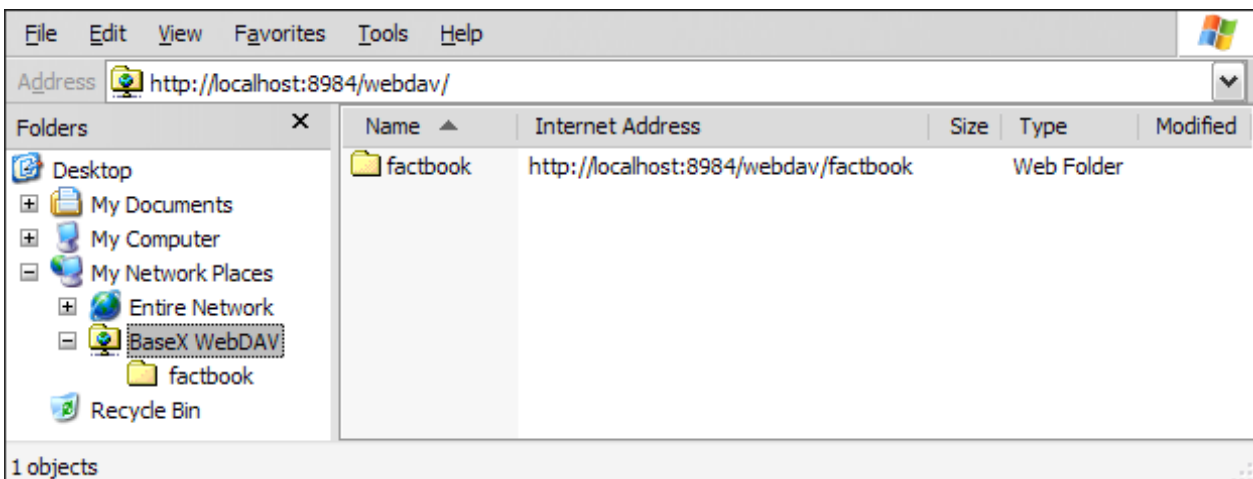 File Edit View Favorites Tools Help
Address http://localhost:8984/webdav/
Folders Name Internet Address Size Type Modified
Desktop factbook http://localhost:8984/webdav/factbook Web Folder
My Documents
My Computer
My Network Places
Entire Network
BaseX WebDAV
factbook
Recycle Bin
1 objects